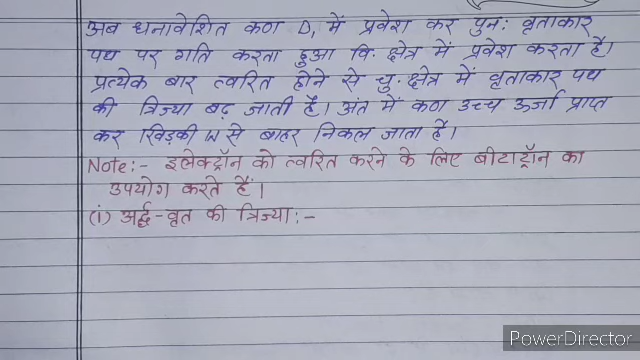 अब धनावेशित कण D₁ में प्रवेश कर पुन: वृताकार
पथ पर गति करता हुआ वि. क्षेत्र में प्रवेश करता है।
प्रत्येक बार त्वरित होने से चु. क्षेत्र में वृताकार पथ
की त्रिज्या बढ़ जाती है। अंत में कण उच्च ऊर्जा प्राप्त
कर खिड़की W से बाहर निकल जाता है।
Note:- इलेक्ट्रॉन को त्वरित करने के लिए बीटाट्रॉन का
उपयोग करते हैं।
(i) अर्द्ध-वृत की त्रिज्या:-
PowerDirector